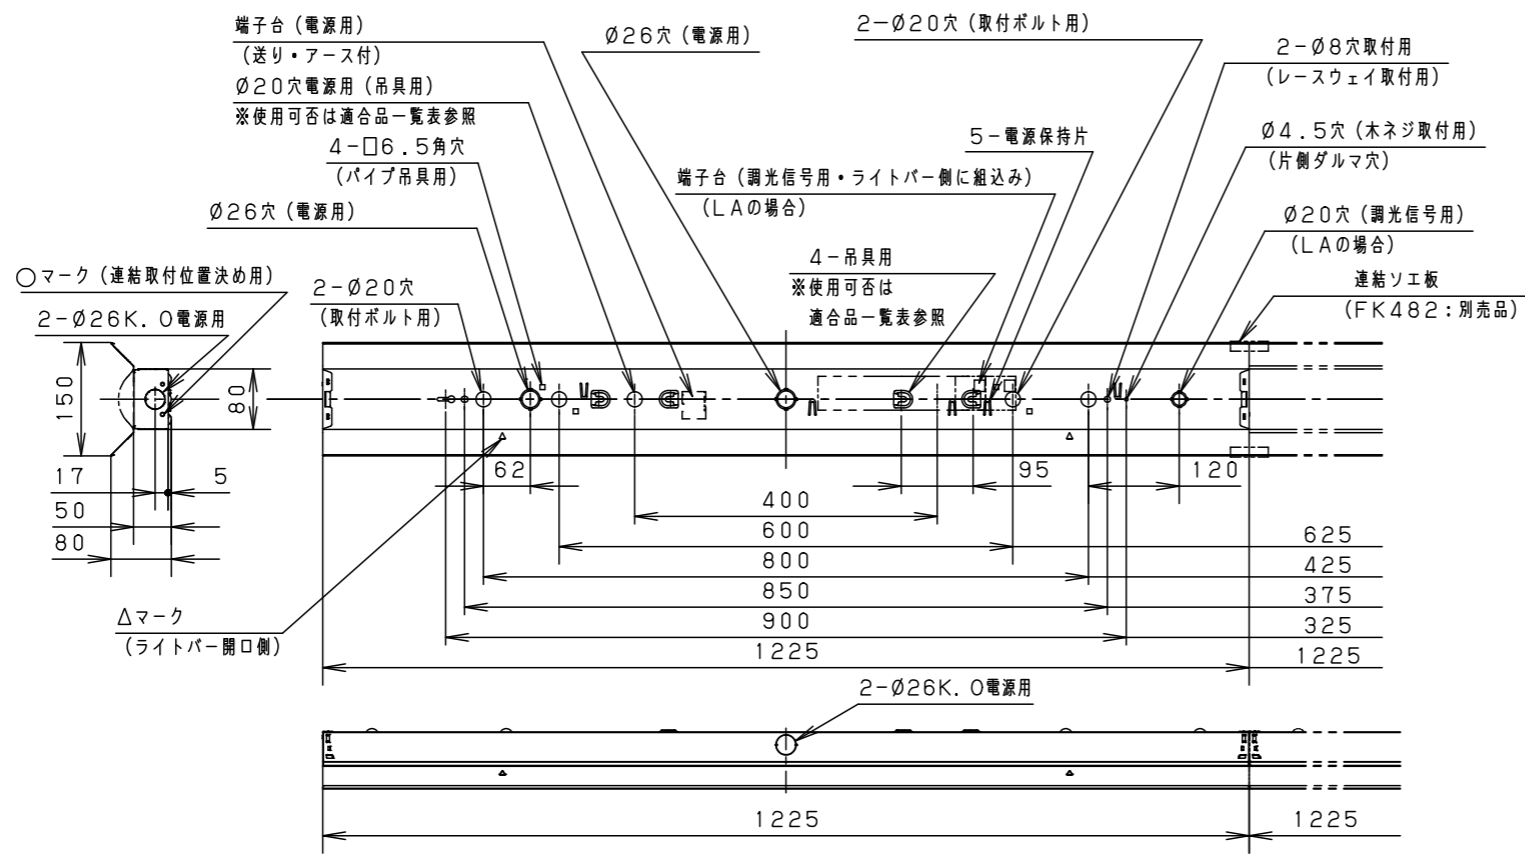 端子台（電源用）
（送り・アース付）
Ø20穴電源用（吊具用）
※使用可否は適合品一覧表参照
4-□6.5角穴
（パイプ吊具用）
Ø26穴（電源用）
○マーク（連結取付位置決め用）
2-Ø26K.O電源用
2-Ø20穴
（取付ボルト用）
Ø26穴（電源用）
2-Ø20穴（取付ボルト用）
2-Ø8穴取付用
（レースウェイ取付用）
5-電源保持片
Ø4.5穴（木ネジ取付用）
（片側ダルマ穴）
端子台（調光信号用・ライトバー側に組込み）
（LAの場合）
Ø20穴（調光信号用）
（LAの場合）
4-吊具用
※使用可否は
適合品一覧表参照
連結ソエ板
（FK482：別売品）
150
80
17
5
50
80
62
95
120
400
600
625
800
425
850
375
900
325
1225
1225
△マーク
（ライトバー開口側）
2-Ø26K.O電源用
1225
1225